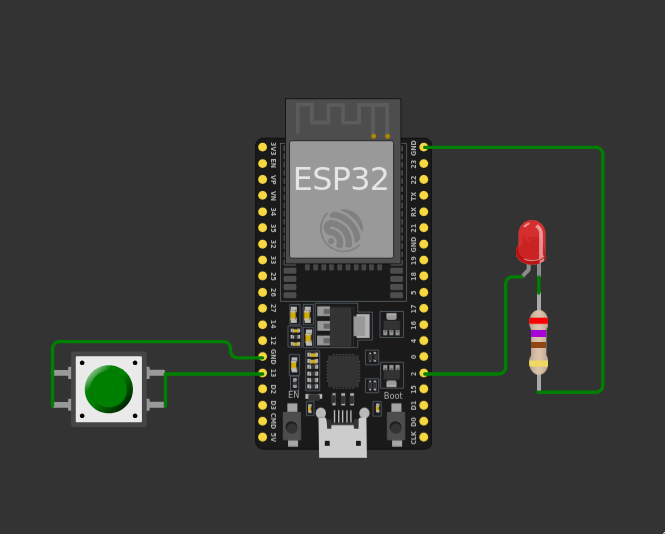 ESP32
3V3
EN
VP
VN
34
35
32
33
25
26
27
14
12
GND
13
D2
D3
CMD
5V
GND
23
22
TX
RX
21
GND
19
18
5
17
16
4
0
2
15
D1
D0
CLK
EN
Boot